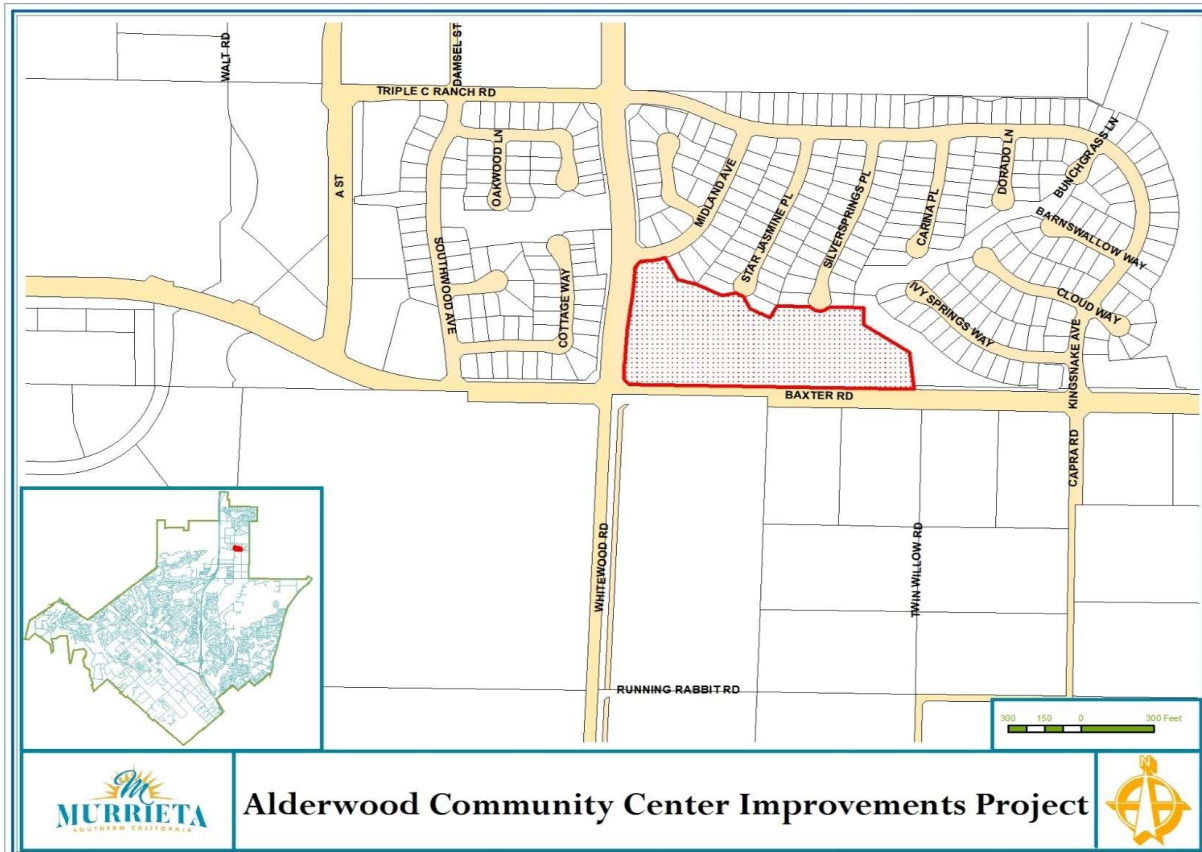 WALT RD
DAMSEL ST
TRIPLE C RANCH RD
A ST
OAKWOOD LN
SOUTHWOOD AVE
COTTAGE WAY
MIDLAND AVE
STAR JASMINE PL
SILVERSPRINGS PL
CARINA PL
DORADO LN
BUNCHGRASS LN
BARNSWALLOW WAY
CLOUD WAY
IVY SPRINGS WAY
KINGSNAKE AVE
BAXTER RD
CAPRA RD
WHITEWOOD RD
TWIN WILLOW RD
RUNNING RABBIT RD
300 150 0 300 Feet
M
MURRIETA
SOUTHERN CALIFORNIA
Alderwood Community Center Improvements Project
N